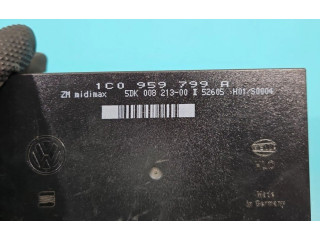 1C0 959 799 A
ZM midimax 5DK 008 213-00 I 52605 H01/S0004
Made
in Germany